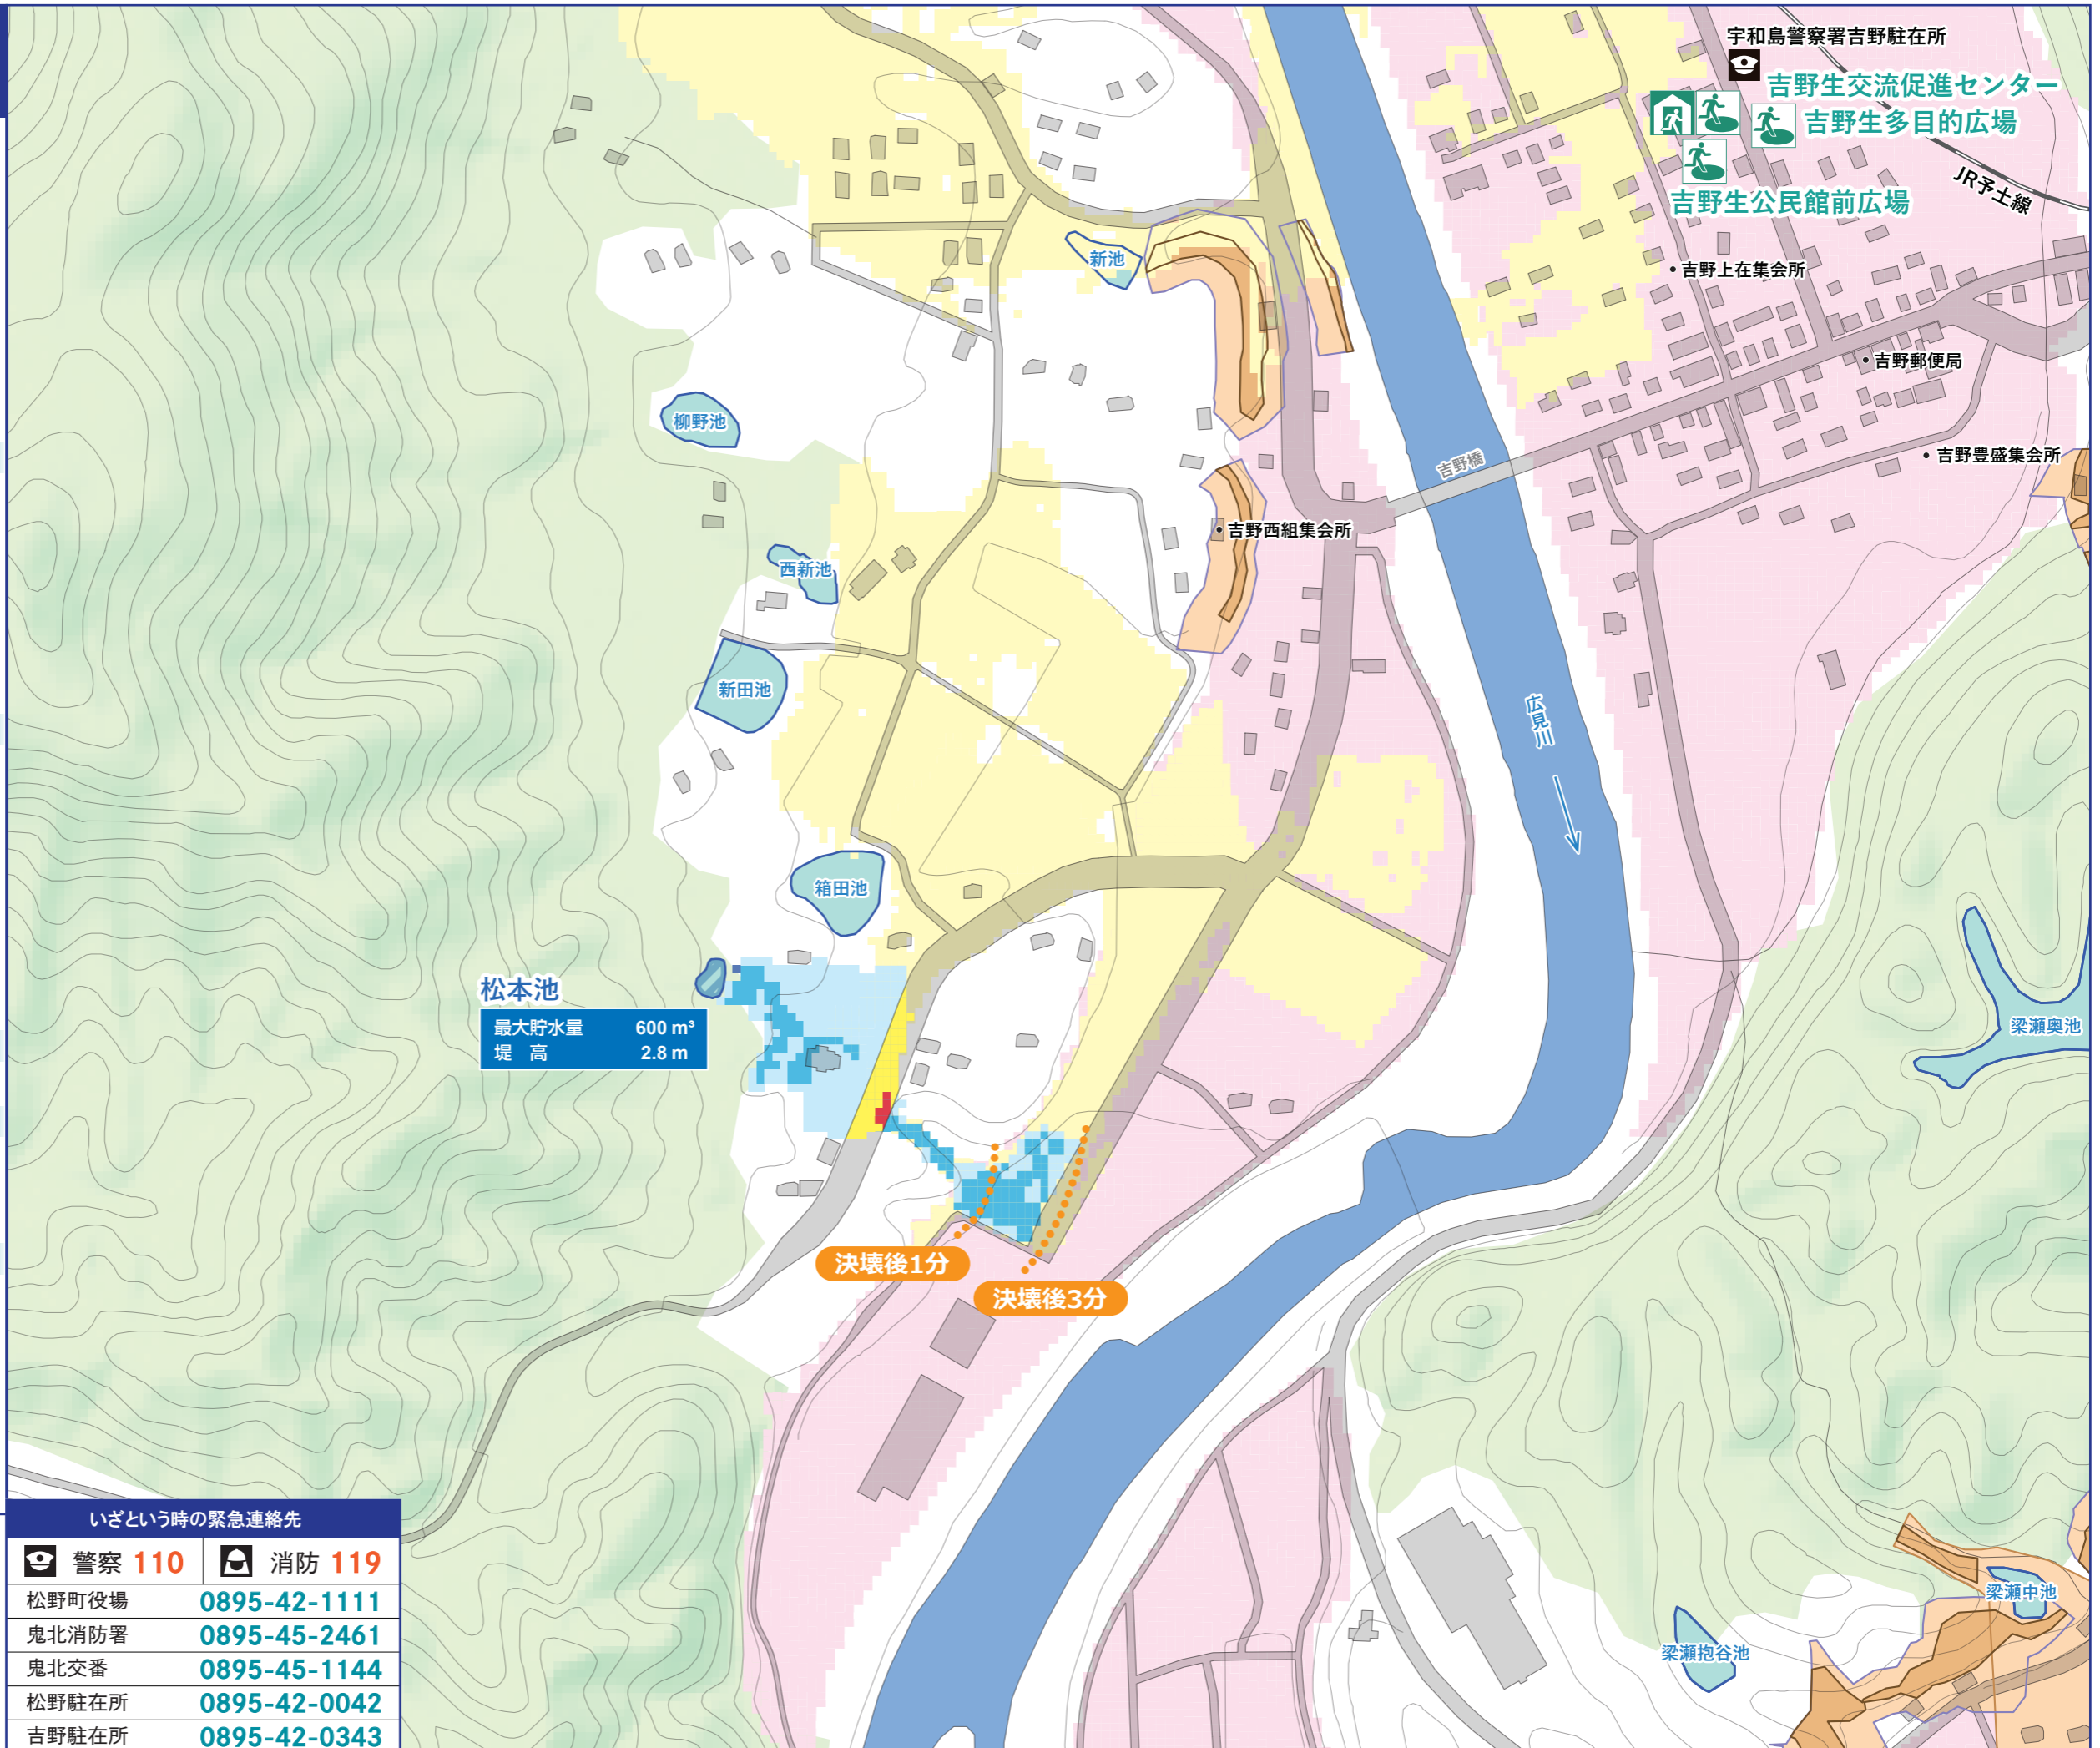 宇和島警察署吉野駐在所
吉野生交流促進センター
吉野生多目的広場
JR予土線
吉野生公民館前広場
新池
吉野上在集会所
吉野郵便局
柳野池
吉野橋
吉野豊盛集会所
吉野西組集会所
西新池
新田池
広見川
箱田池
松本池
最大貯水量 600 m³
堤 高 2.8 m
梁瀬奥池
決壊後1分
決壊後3分
いざという時の緊急連絡先
警察 110 消防 119
松野町役場 0895-42-1111
鬼北消防署 0895-45-2461
鬼北交番 0895-45-1144
松野駐在所 0895-42-0042
吉野駐在所 0895-42-0343
梁瀬中池
梁瀬抱谷池